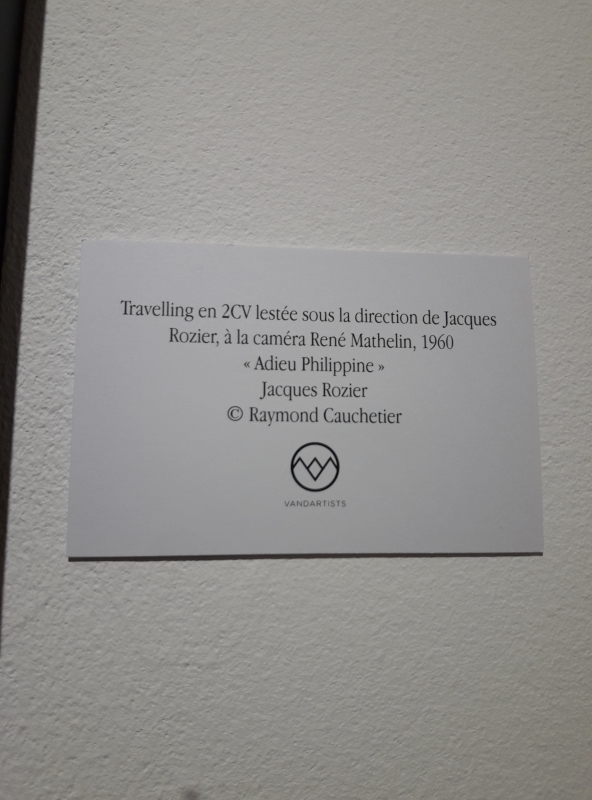 Travelling en 2CV lestée sous la direction de Jacques
Rozier, à la caméra René Mathelin, 1960
« Adieu Philippine »
Jacques Rozier
© Raymond Cauchetier
VANDARTISTS